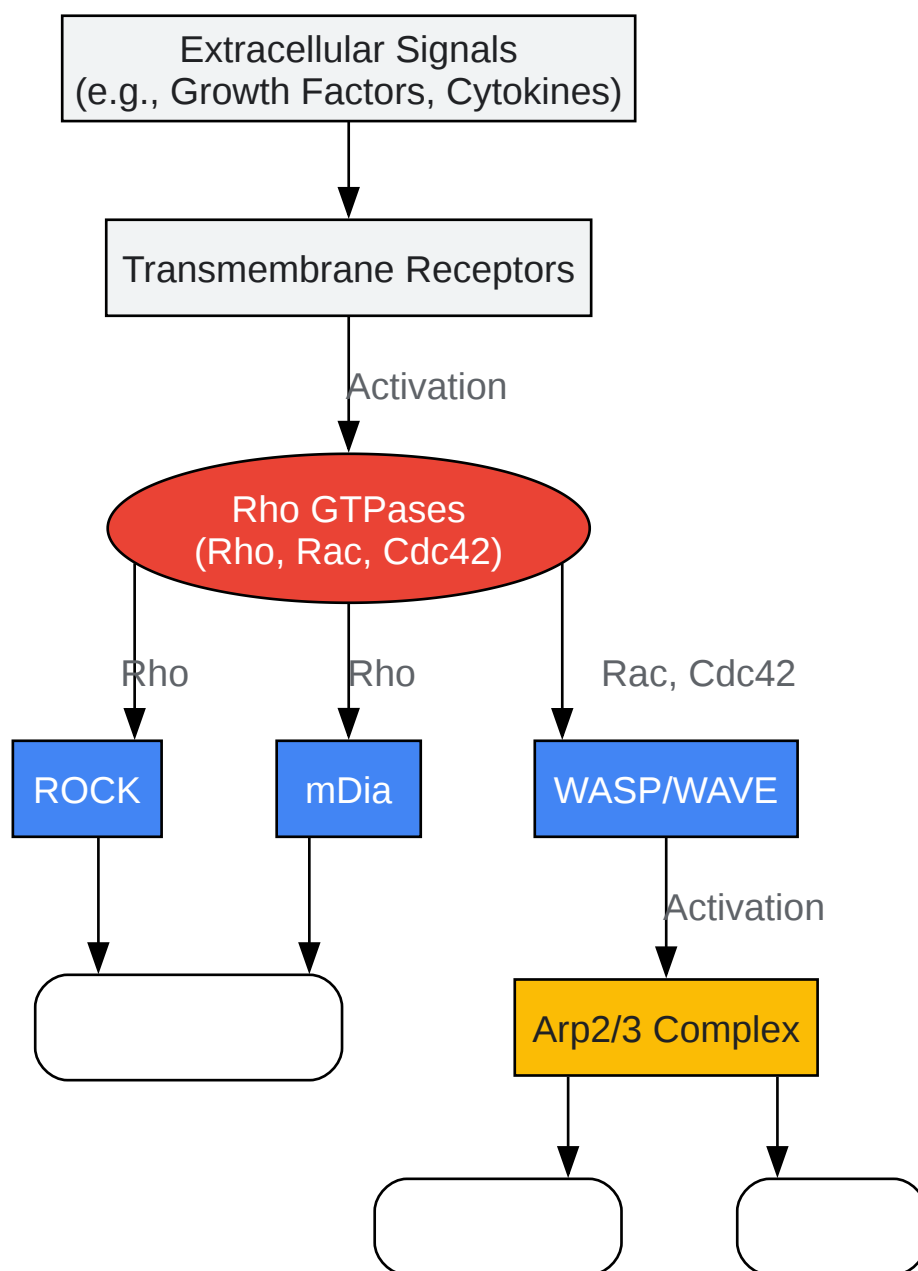 Extracellular Signals
(e.g., Growth Factors, Cytokines)
Transmembrane Receptors
Activation
Rho GTPases
(Rho, Rac, Cdc42)
Rho
Rho
Rac, Cdc42
ROCK
mDia
WASP/WAVE
Activation
Arp2/3 Complex